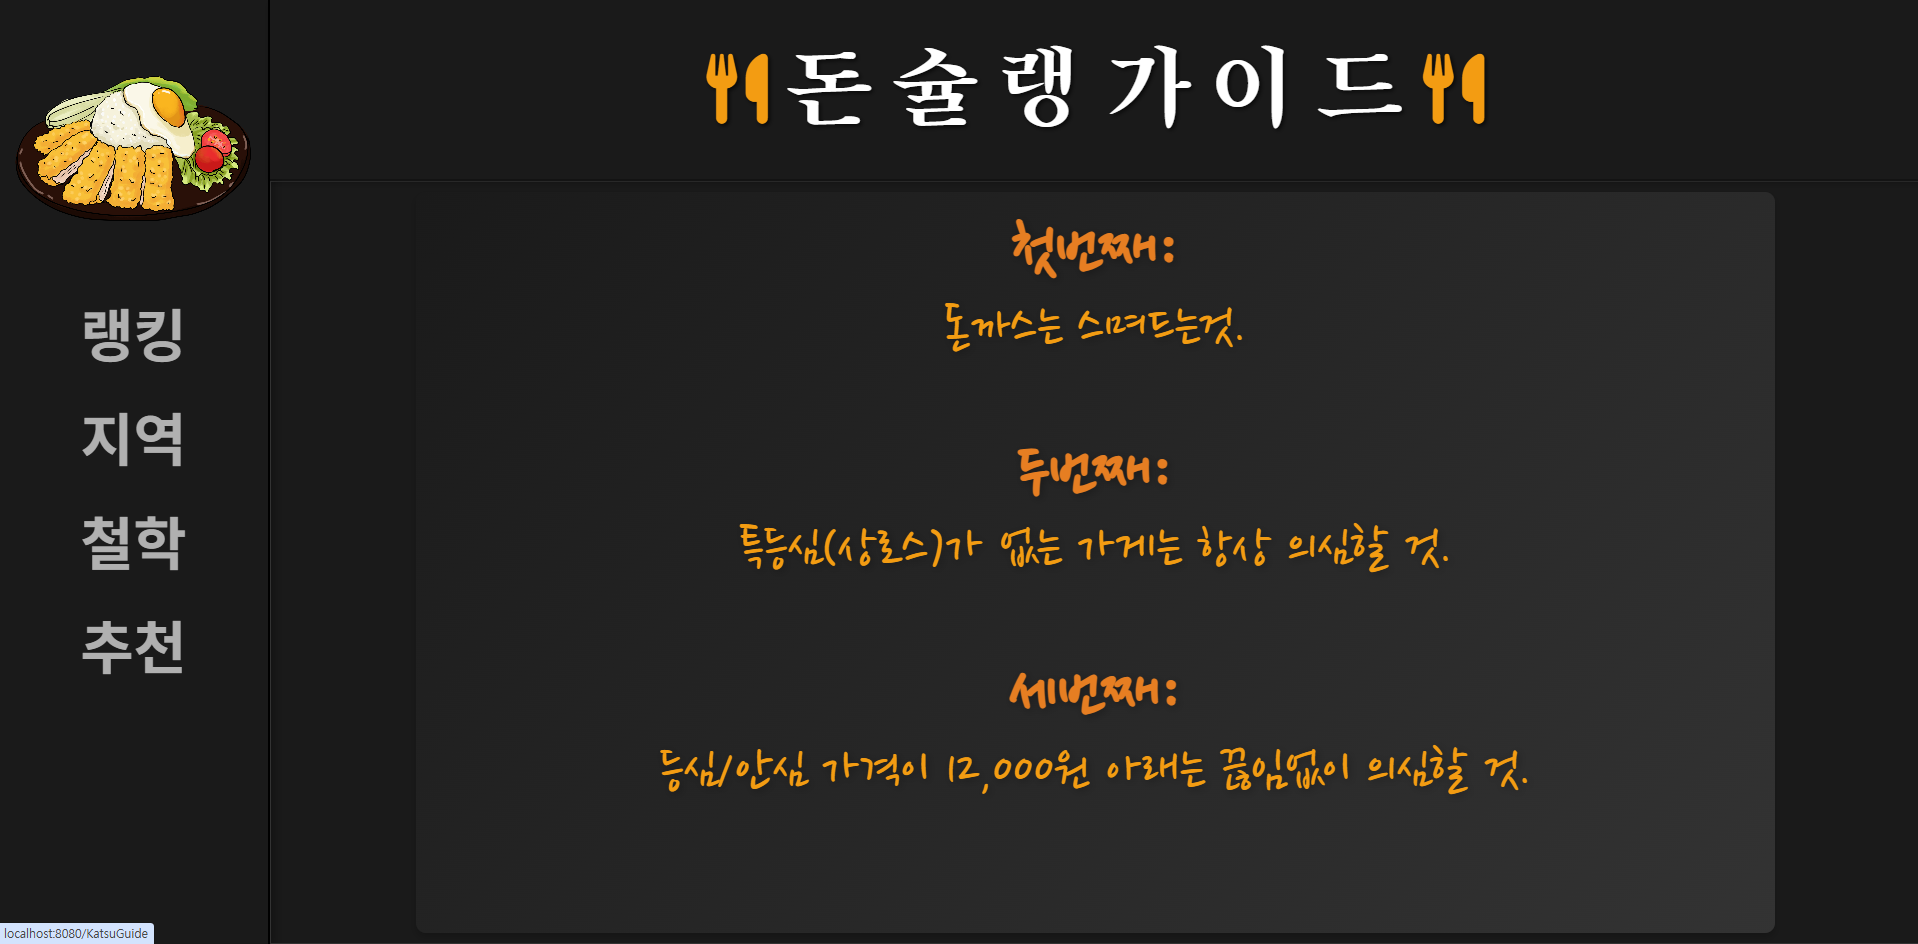 돈슐랭가이드
랭킹
지역
철학
추천
첫번째:
돈까스는 스며드는것.
두번째:
특등심(상로스)가 없는 가게는 항상 의심할 것.
세번째:
등심/안심 가격이 12,000원 아래는 끊임없이 의심할 것.
localhost:8080/KatsuGuide